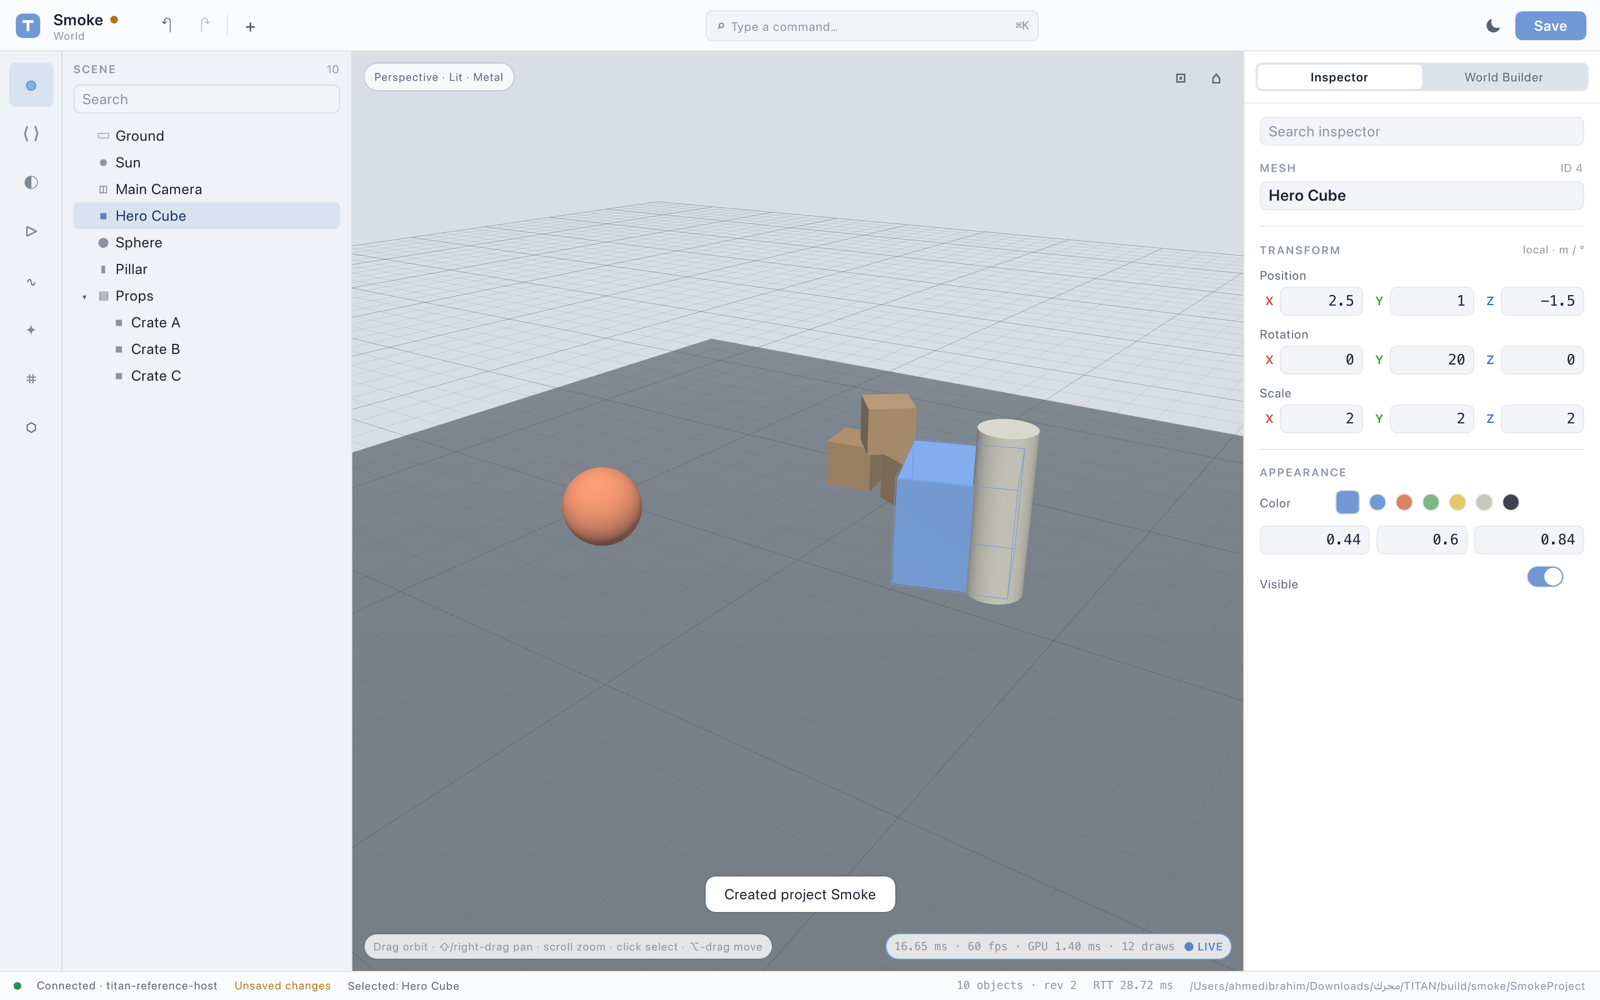 T
Smoke
World
+
Type a command…
⌘K
Save
SCENE
10
Search
Ground
Sun
Main Camera
Hero Cube
Sphere
Pillar
Props
Crate A
Crate B
Crate C
Perspective · Lit · Metal
Created project Smoke
Drag orbit · ⇧/right-drag pan · scroll zoom · click select · ⌥-drag move
16.65 ms · 60 fps · GPU 1.40 ms · 12 draws
LIVE
Inspector
World Builder
Search inspector
MESH
ID 4
Hero Cube
TRANSFORM
local · m / °
Position
X 2.5 Y 1 Z −1.5
Rotation
X 0 Y 20 Z 0
Scale
X 2 Y 2 Z 2
APPEARANCE
Color
0.44 0.6 0.84
Visible
Connected · titan-reference-host
Unsaved changes
Selected: Hero Cube
10 objects · rev 2
RTT 28.72 ms
/Users/ahmedibrahim/Downloads/محرك/TITAN/build/smoke/SmokeProject